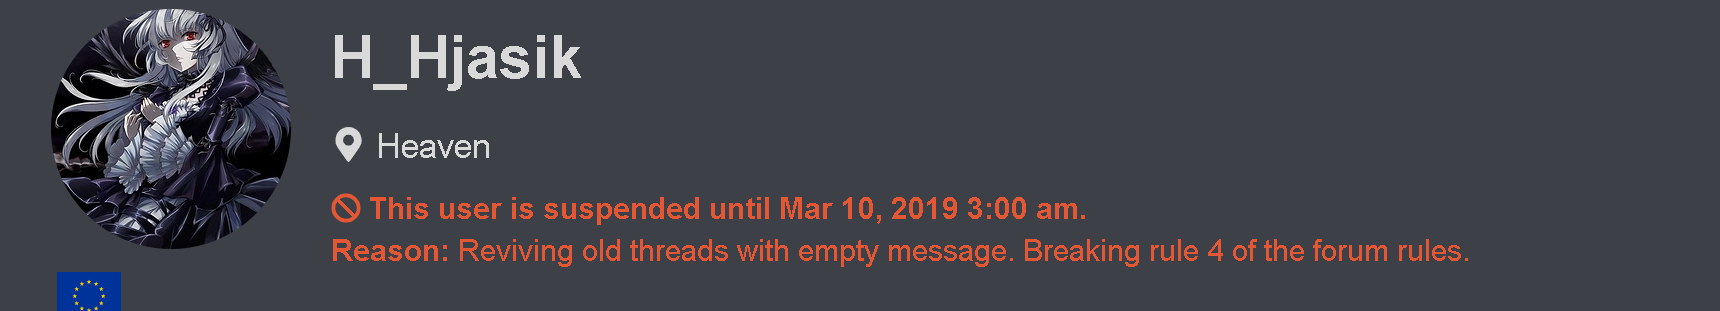 H_Hjasik
Heaven
This user is suspended until Mar 10, 2019 3:00 am.
Reason: Reviving old threads with empty message. Breaking rule 4 of the forum rules.